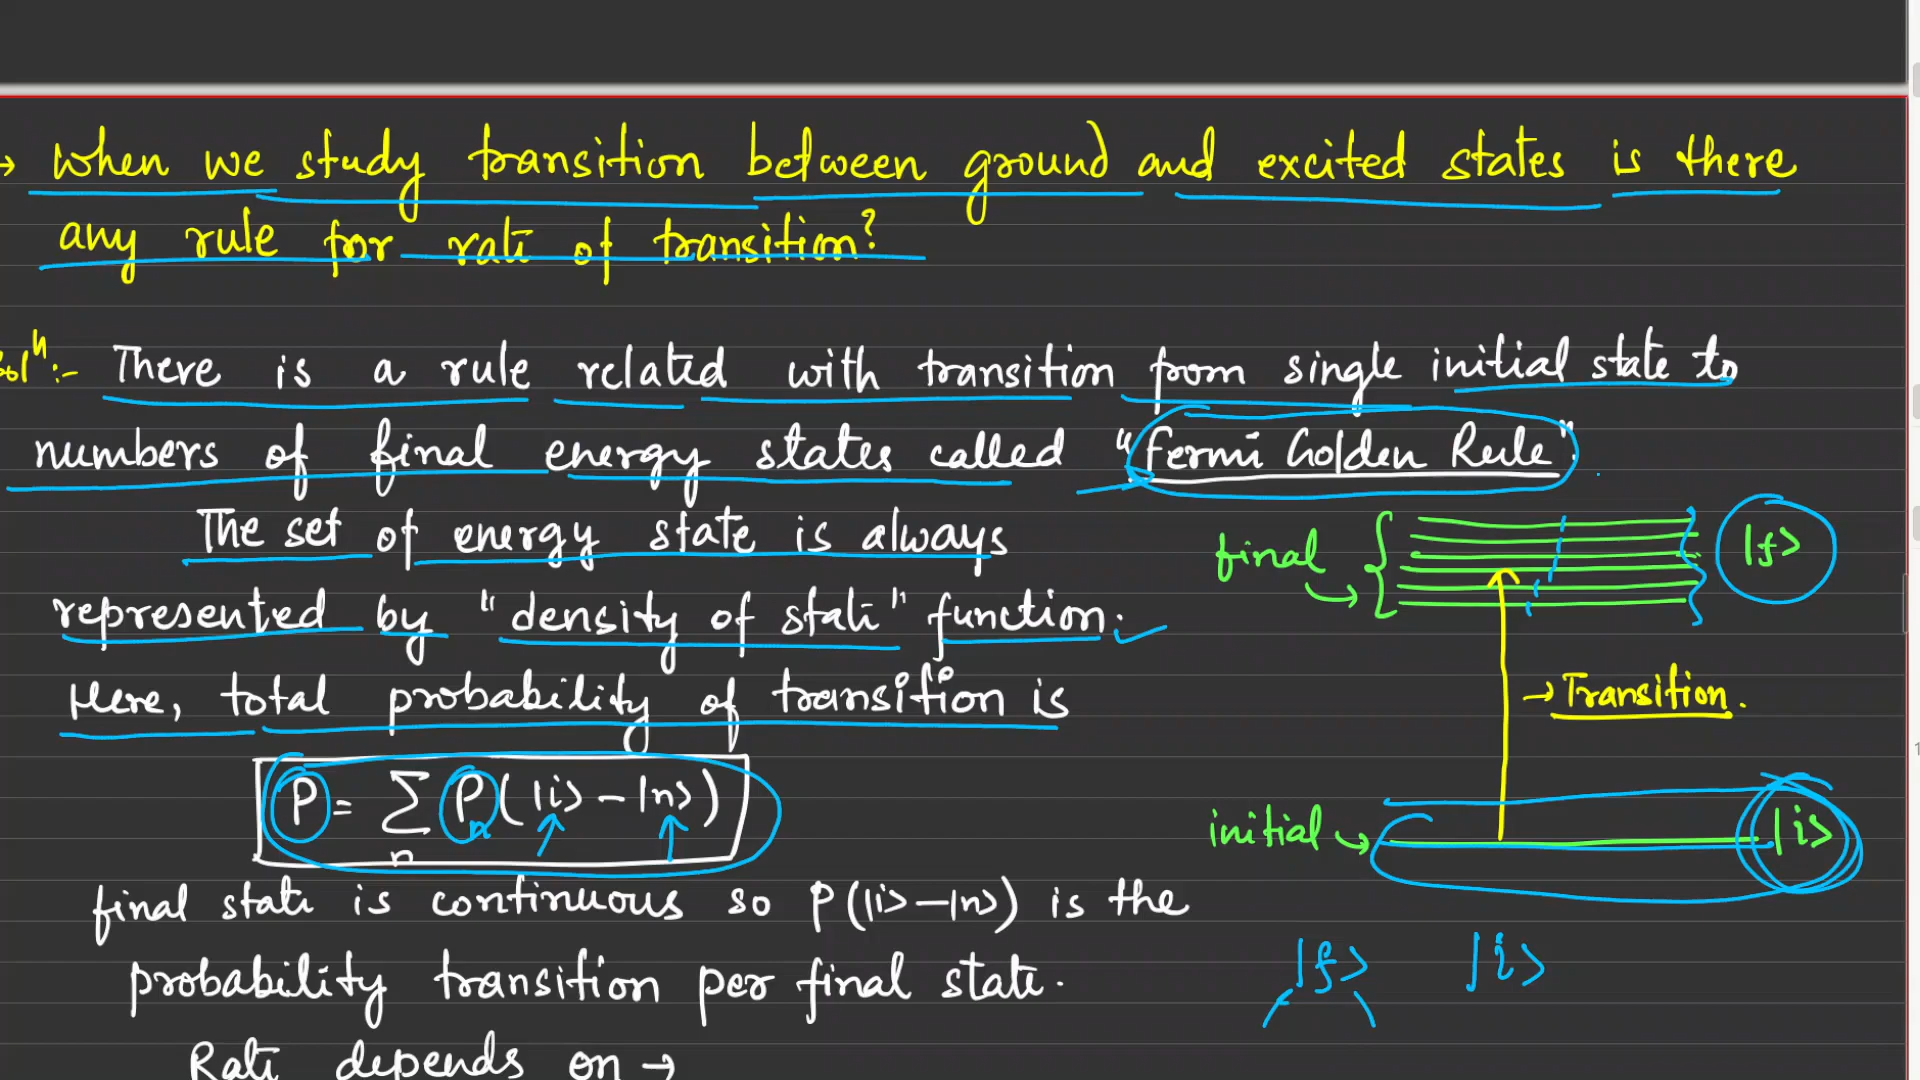 → When we study transition between ground and excited states is there
any rule for rate of transition?
Solⁿ:- There is a rule related with transition from single initial state to
numbers of final energy states called "Fermi Golden Rule".
The set of energy state is always
represented by "density of state" function.
Here, total probability of transition is
P = Σ_n P_n(|i> - |n>)
final state is continuous so P(|i> - |n>) is the
probability transition per final state.
Rate depends on →
final → { |f>
→ Transition.
initial → |i>
|f> |i>
1